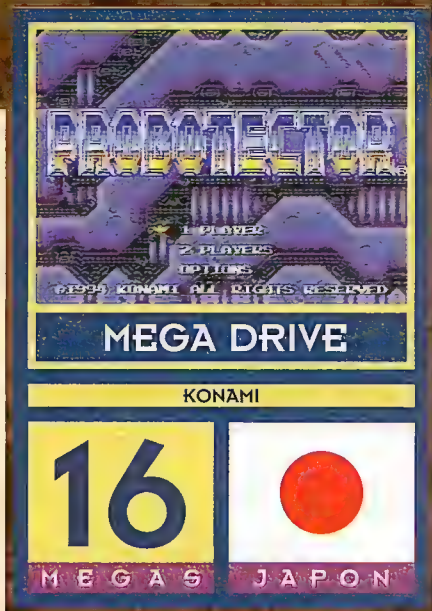 PROBOTECTOR
1 PLAYER
2 PLAYERS
OPTIONS
©1994 KONAMI ALL RIGHTS RESERVED
MEGA DRIVE
KONAMI
16
MEGAS
JAPON